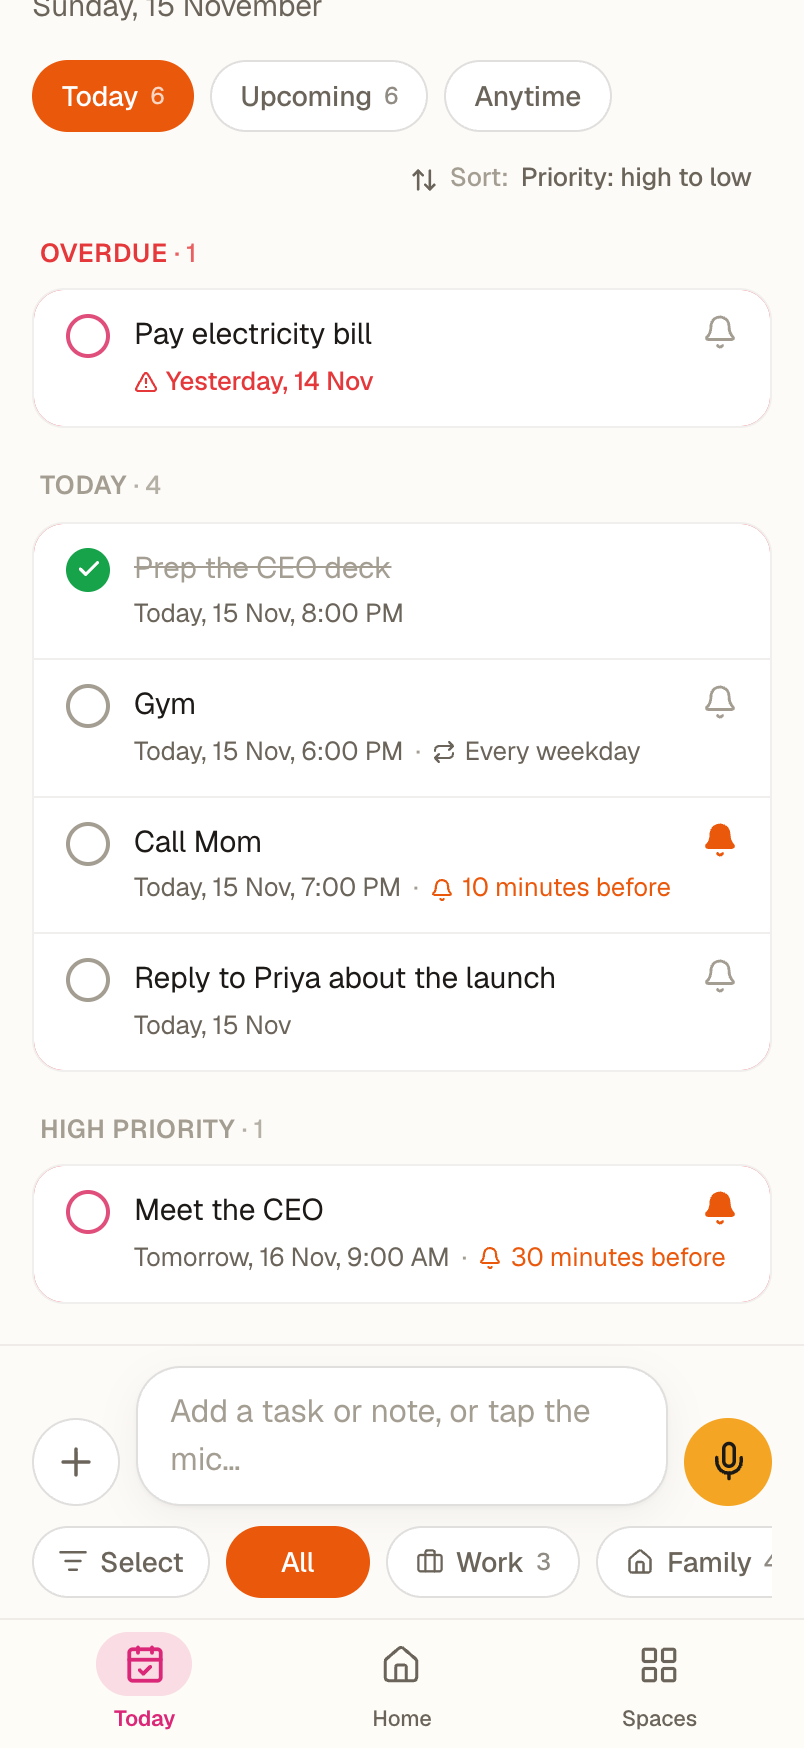 Sunday, 15 November
Today 6
Upcoming 6
Anytime
Sort: Priority: high to low
OVERDUE · 1
Pay electricity bill
Yesterday, 14 Nov
TODAY · 4
Prep the CEO deck
Today, 15 Nov, 8:00 PM
Gym
Today, 15 Nov, 6:00 PM · Every weekday
Call Mom
Today, 15 Nov, 7:00 PM · 10 minutes before
Reply to Priya about the launch
Today, 15 Nov
HIGH PRIORITY · 1
Meet the CEO
Tomorrow, 16 Nov, 9:00 AM · 30 minutes before
Add a task or note, or tap the
mic...
Select
All
Work 3
Family 4
Today
Home
Spaces